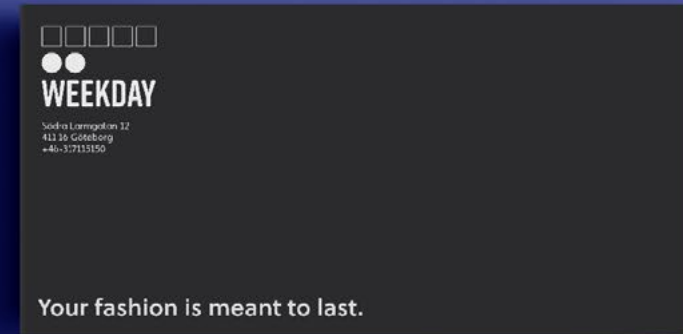 WEEKDAY
Södra Larmgatan 12
411 16 Göteborg
+46-317115150
Your fashion is meant to last.